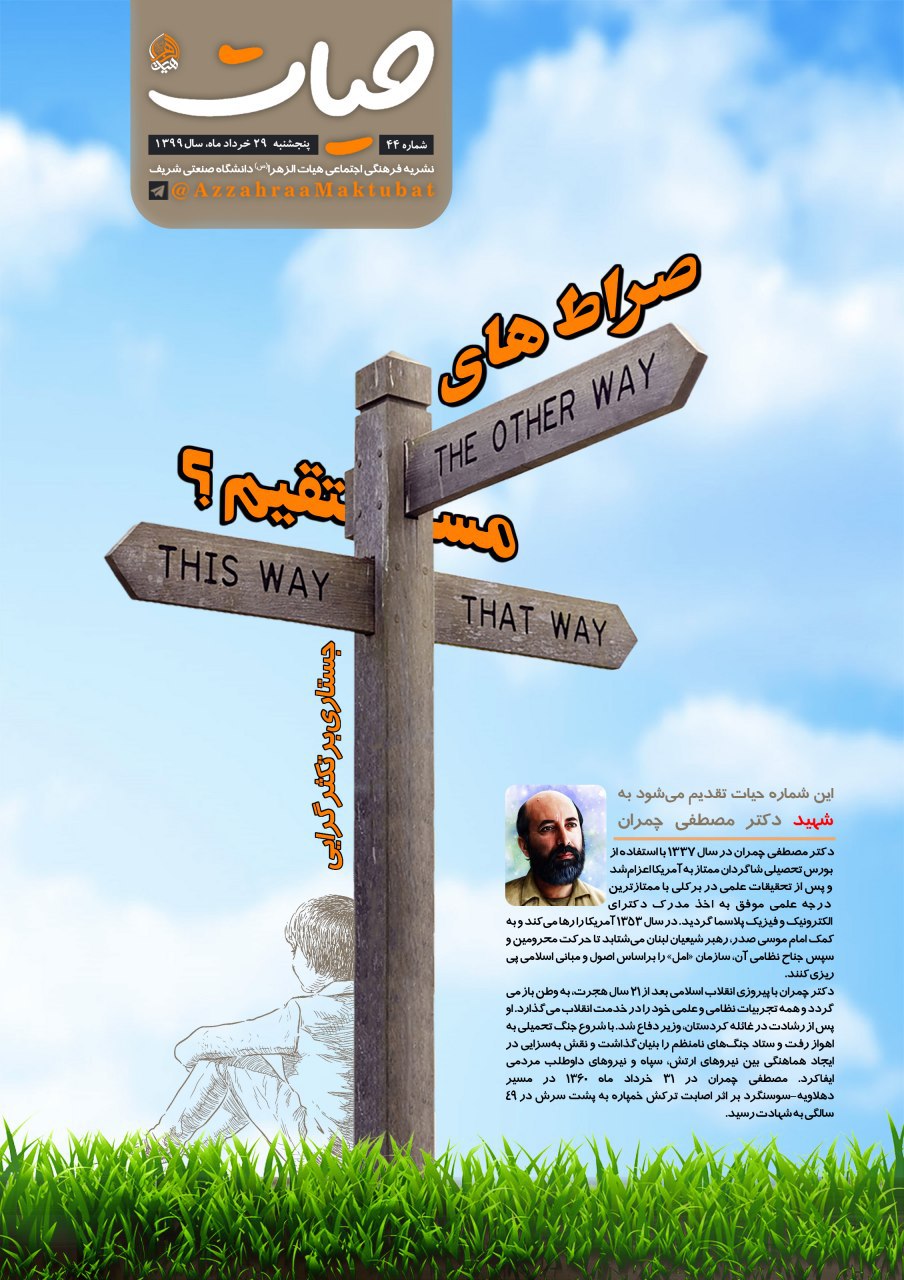 حیات
شماره ۴۴
پنجشنبه ۲۹ خرداد ماه، سال ۱۳۹۹
نشریه فرهنگی اجتماعی هیات الزهرا(س) دانشگاه صنعتی شریف
@AzzahraaMaktubat
صراط های
THE OTHER WAY
مستقیم؟
THIS WAY
THAT WAY
جستاری بر تکثرگرایی
این شماره حیات تقدیم می‌شود به
شهید دکتر مصطفی چمران
دکتر مصطفی چمران در سال ۱۳۳۷ با استفاده از
بورس تحصیلی شاگردان ممتاز به آمریکا اعزام شد
و پس از تحقیقات علمی در برکلی با ممتازترین
درجه علمی موفق به اخذ مدرک دکترای
الکترونیک و فیزیک پلاسما گردید. در سال ۱۳۵۳ آمریکا را رها می‌کند و به
کمک امام موسی صدر، رهبر شیعیان لبنان می‌شتابد تا حرکت محرومین و
سپس جناح نظامی آن، سازمان «امل» را براساس اصول و مبانی اسلامی پی
ریزی کنند.
دکتر چمران با پیروزی انقلاب اسلامی بعد از ۲۱ سال هجرت، به وطن باز می
گردد و همه تجربیات نظامی و علمی خود را در خدمت انقلاب می‌گذارد. او
پس از رشادت در غائله کردستان، وزیر دفاع شد. با شروع جنگ تحمیلی به
اهواز رفت و ستاد جنگ‌های نامنظم را بنیان گذاشت و نقش به‌سزایی در
ایجاد هماهنگی بین نیروهای ارتش، سپاه و نیروهای داوطلب مردمی
ایفا کرد. مصطفی چمران در ۳۱ خرداد ماه ۱۳۶۰ در مسیر
دهلاویه-سوسنگرد بر اثر اصابت ترکش خمپاره به پشت سرش در ۴۹
سالگی به شهادت رسید.